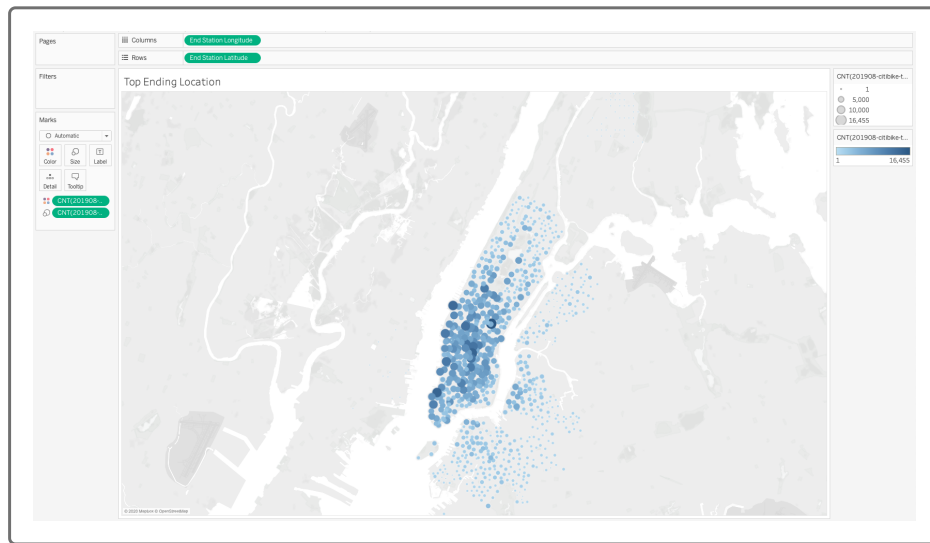 Pages
Columns
End Station Longitude
Rows
End Station Latitude
Filters
Marks
Automatic
Color
Size
Label
Detail
Tooltip
CNT(201908-...
CNT(201908-...
Top Ending Location
© 2020 Mapbox © OpenStreetMap
CNT(201908-citibike-t...
1
5,000
10,000
16,455
CNT(201908-citibike-t...
1
16,455